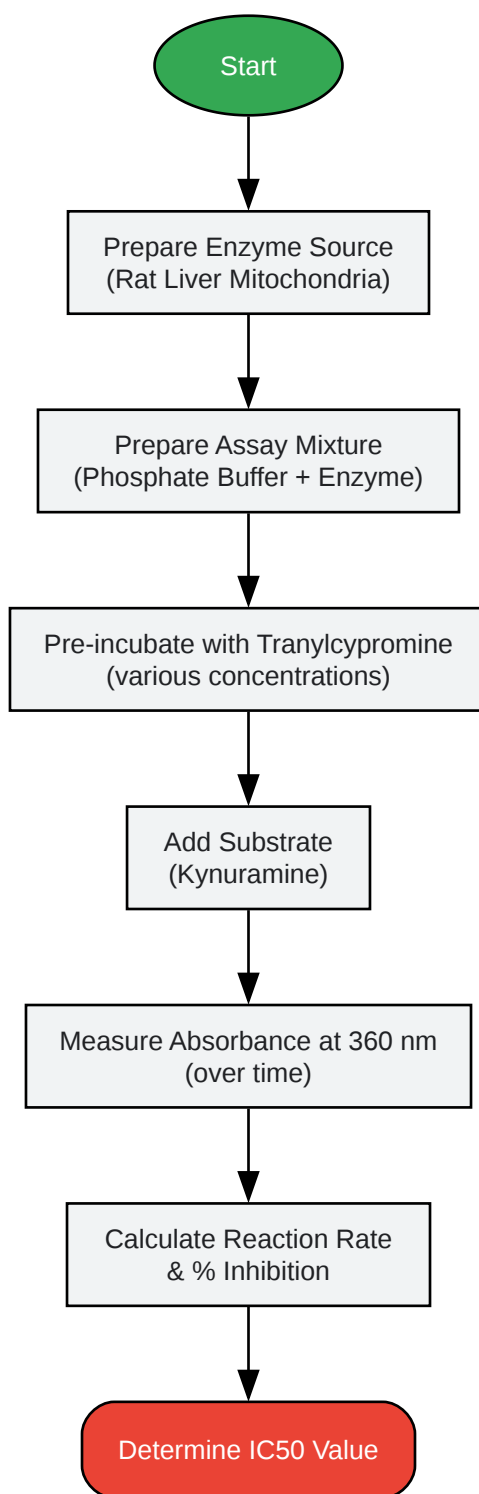 Start
Prepare Enzyme Source
(Rat Liver Mitochondria)
Prepare Assay Mixture
(Phosphate Buffer + Enzyme)
Pre-incubate with Tranylcypromine
(various concentrations)
Add Substrate
(Kynuramine)
Measure Absorbance at 360 nm
(over time)
Calculate Reaction Rate
& % Inhibition
Determine IC50 Value